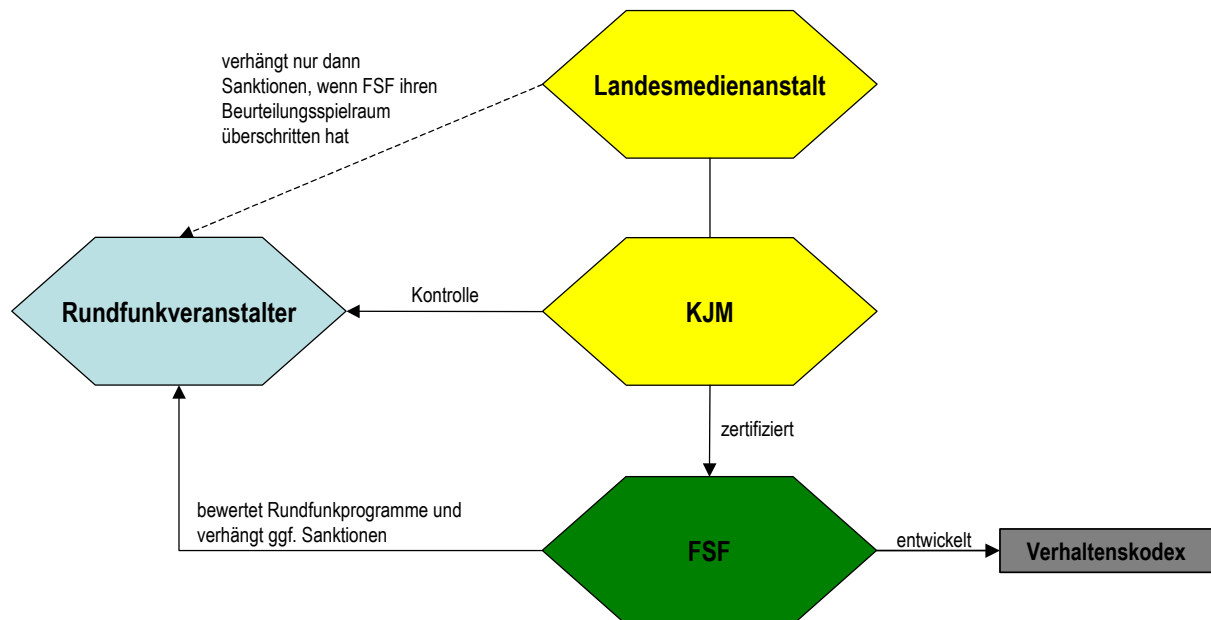 verhängt nur dann
Sanktionen, wenn FSF ihren
Beurteilungsspielraum
überschritten hat
Landesmedienanstalt
Rundfunkveranstalter
Kontrolle
KJM
zertifiziert
bewertet Rundfunkprogramme und
verhängt ggf. Sanktionen
FSF
entwickelt
Verhaltenskodex